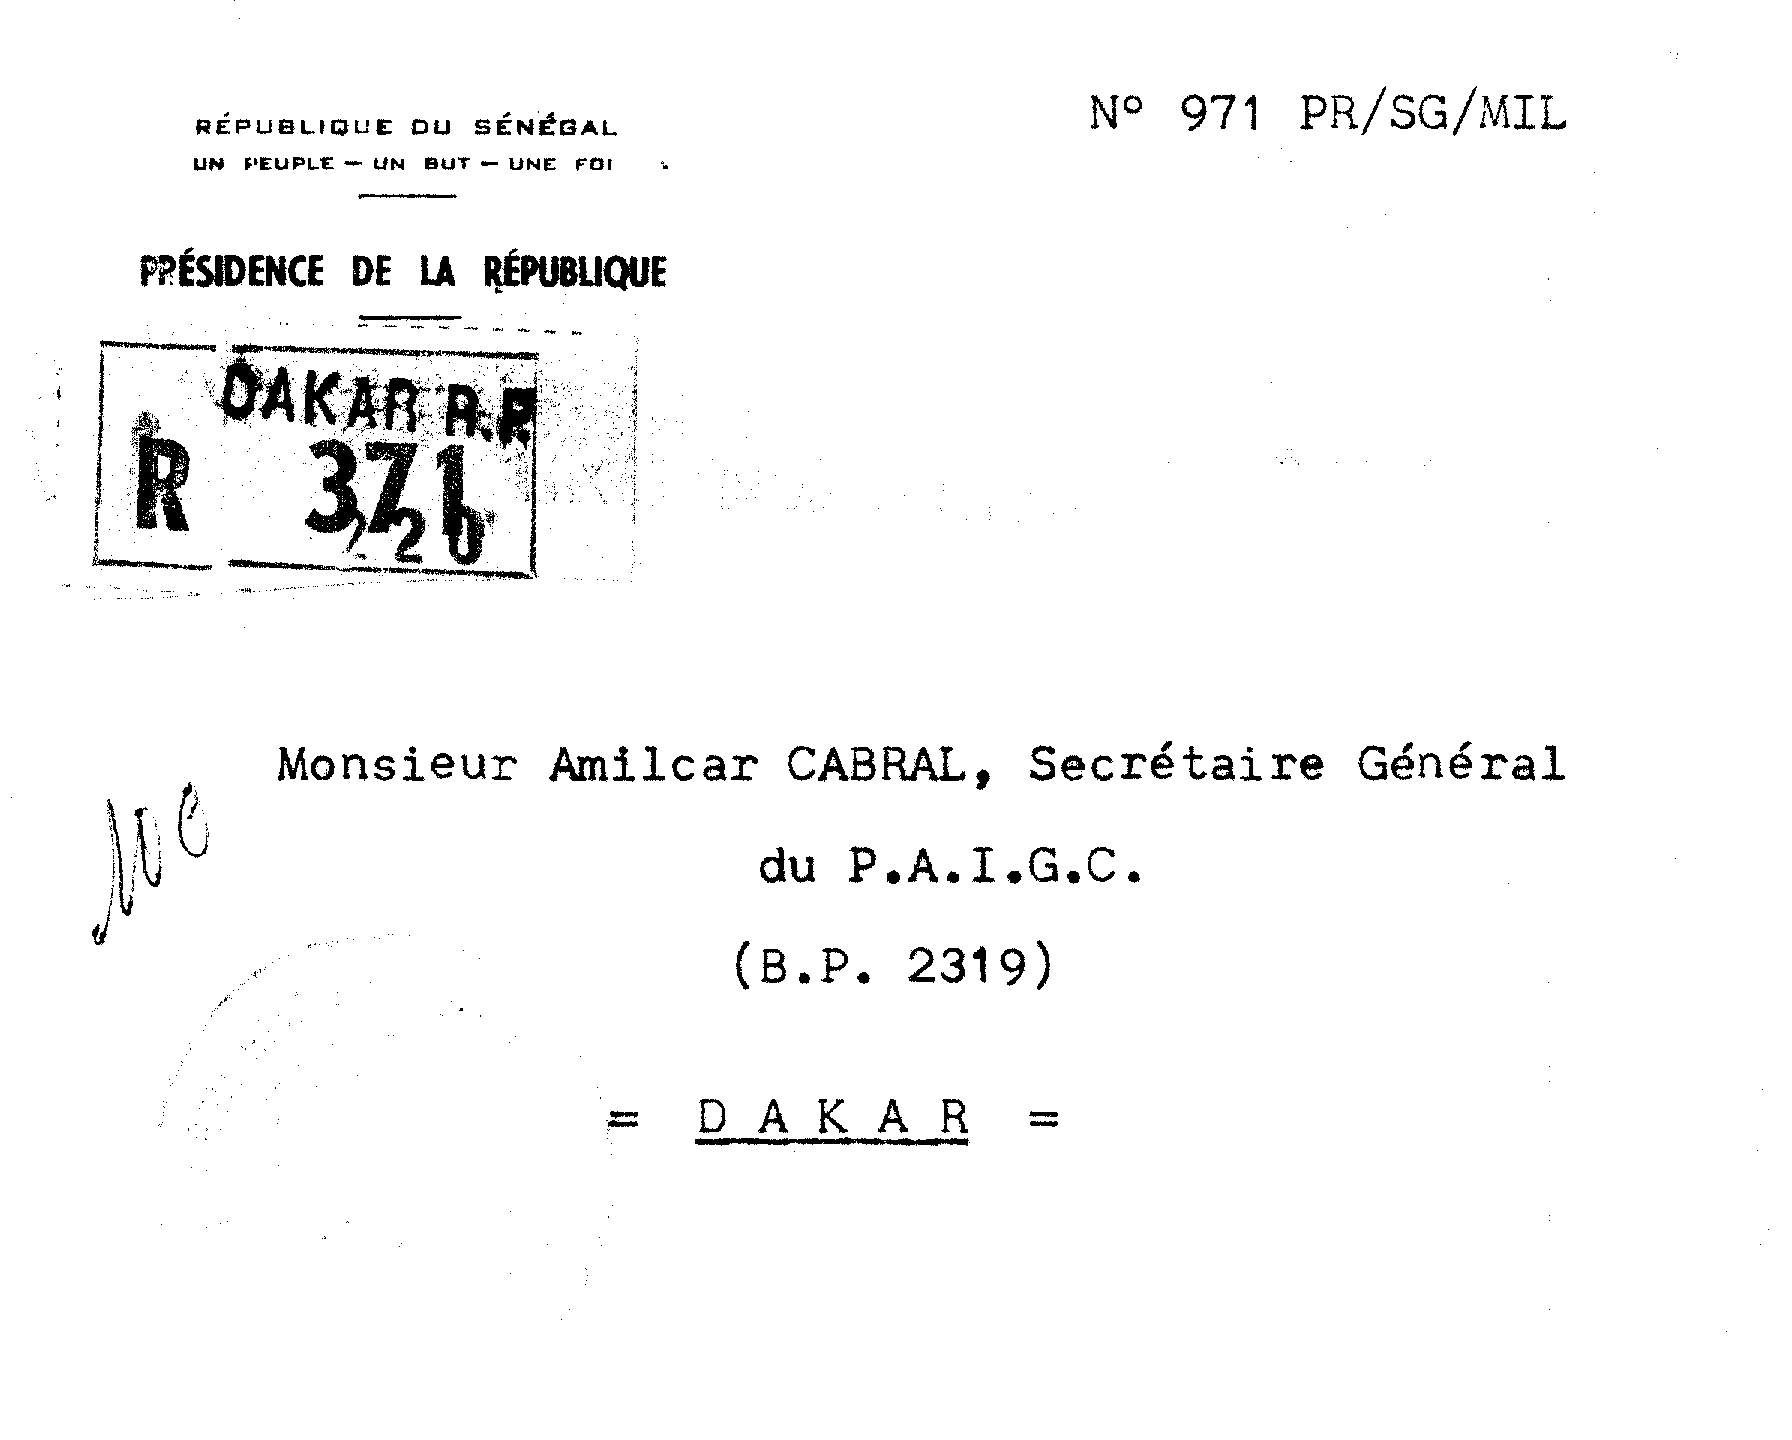 RÉPUBLIQUE DU SÉNÉGAL
UN PEUPLE — UN BUT — UNE FOI
N° 971 PR/SG/MIL
PRÉSIDENCE DE LA RÉPUBLIQUE
DAKAR R.P.
R 371
Monsieur Amilcar CABRAL, Secrétaire Général
du P.A.I.G.C.
(B.P. 2319)
= D A K A R =